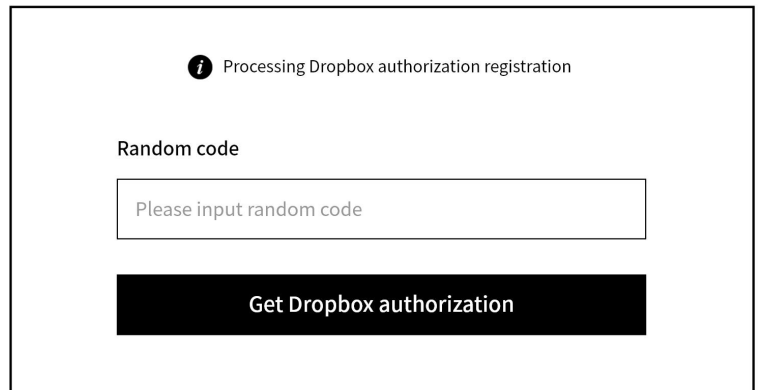 Processing Dropbox authorization registration
Random code
Please input random code
Get Dropbox authorization